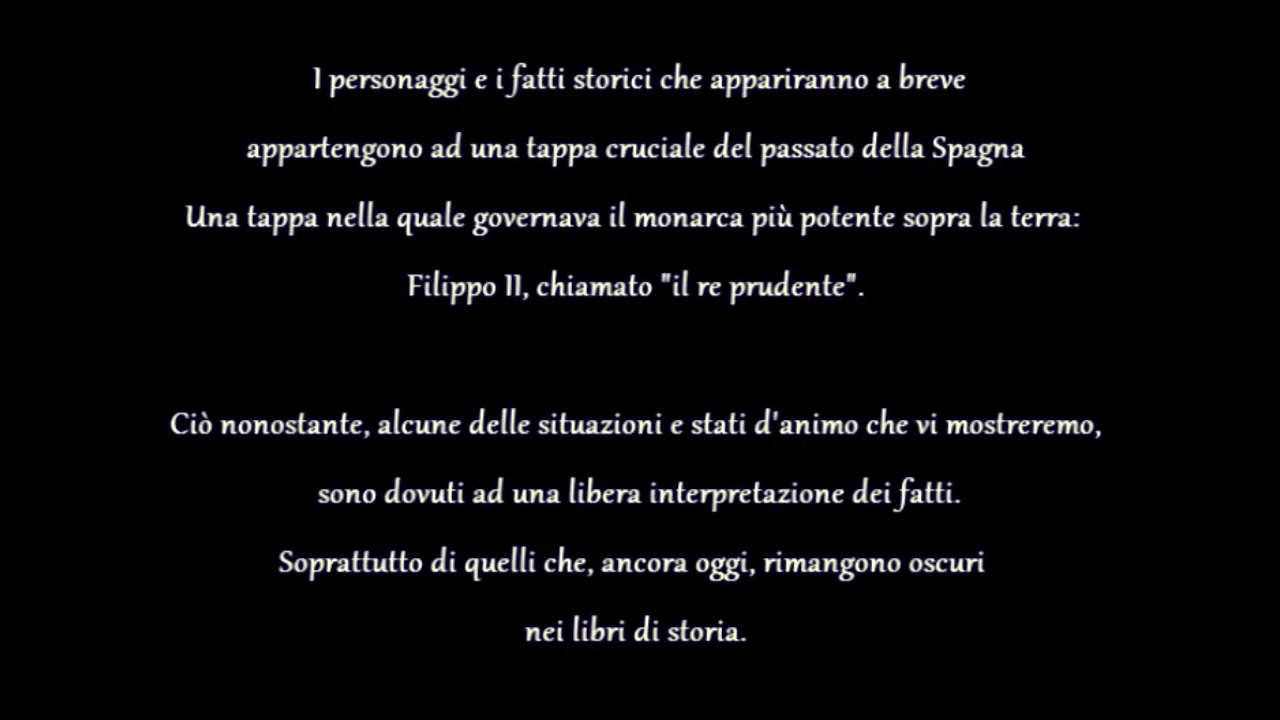 I personaggi e i fatti storici che appariranno a breve
appartengono ad una tappa cruciale del passato della Spagna
Una tappa nella quale governava il monarca più potente sopra la terra:
Filippo II, chiamato "il re prudente".
Ciò nonostante, alcune delle situazioni e stati d'animo che vi mostreremo,
sono dovuti ad una libera interpretazione dei fatti.
Soprattutto di quelli che, ancora oggi, rimangono oscuri
nei libri di storia.